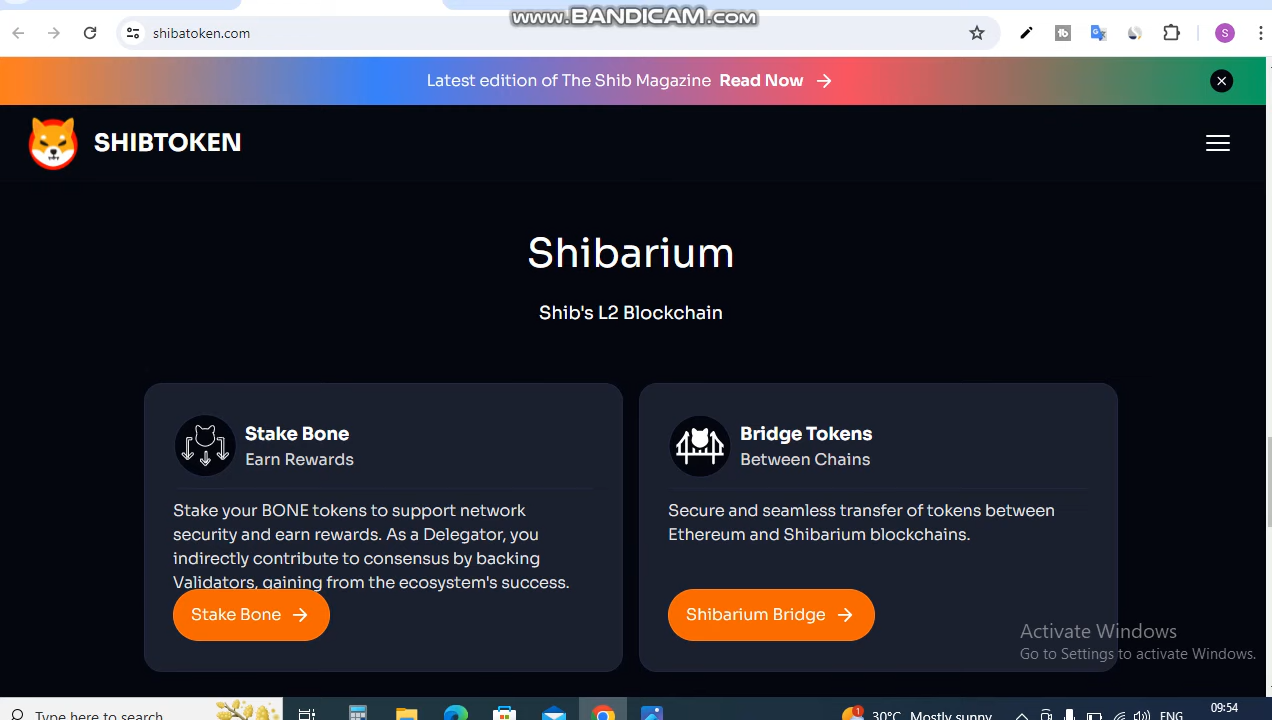 www.BANDICAM.com
shibatoken.com
S
Latest edition of The Shib Magazine Read Now
SHIBTOKEN
Shibarium
Shib's L2 Blockchain
Stake Bone
Earn Rewards
Stake your BONE tokens to support network
security and earn rewards. As a Delegator, you
indirectly contribute to consensus by backing
Validators, gaining from the ecosystem's success.
Stake Bone
Bridge Tokens
Between Chains
Secure and seamless transfer of tokens between
Ethereum and Shibarium blockchains.
Shibarium Bridge
Activate Windows
Go to Settings to activate Windows.
Type here to search
1
30°C Mostly sunny
ENG
09:54